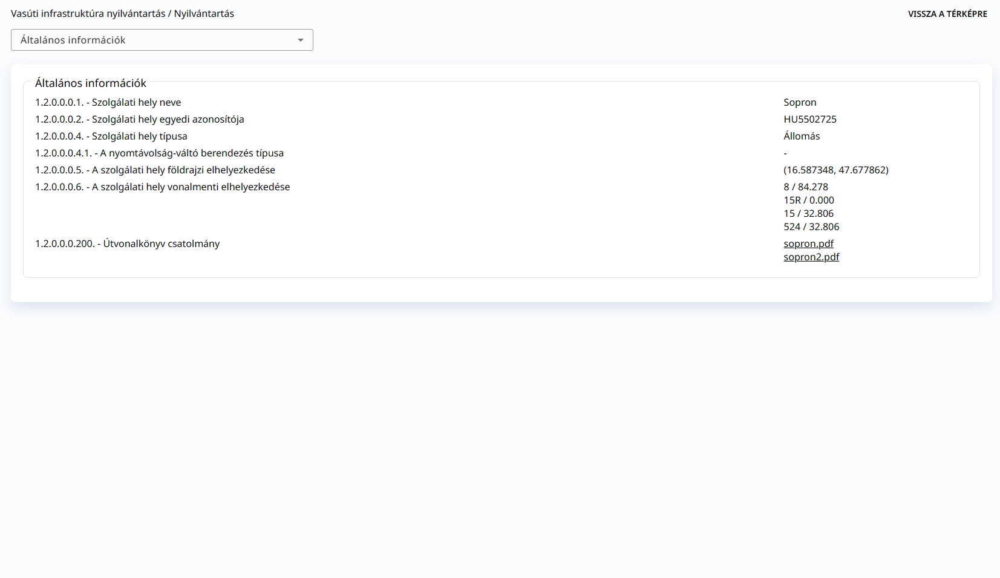 Vasúti infrastruktúra nyilvántartás / Nyilvántartás
VISSZA A TÉRKÉPRE
Általános információk
Általános információk
1.2.0.0.0.1. - Szolgálati hely neve
Sopron
1.2.0.0.0.2. - Szolgálati hely egyedi azonosítója
HU5502725
1.2.0.0.0.4. - Szolgálati hely típusa
Állomás
1.2.0.0.0.4.1. - A nyomtávolság-váltó berendezés típusa
-
1.2.0.0.0.5. - A szolgálati hely földrajzi elhelyezkedése
(16.587348, 47.677862)
1.2.0.0.0.6. - A szolgálati hely vonalmenti elhelyezkedése
8 / 84.278
15R / 0.000
15 / 32.806
524 / 32.806
1.2.0.0.0.200. - Útvonalkönyv csatolmány
sopron.pdf
sopron2.pdf